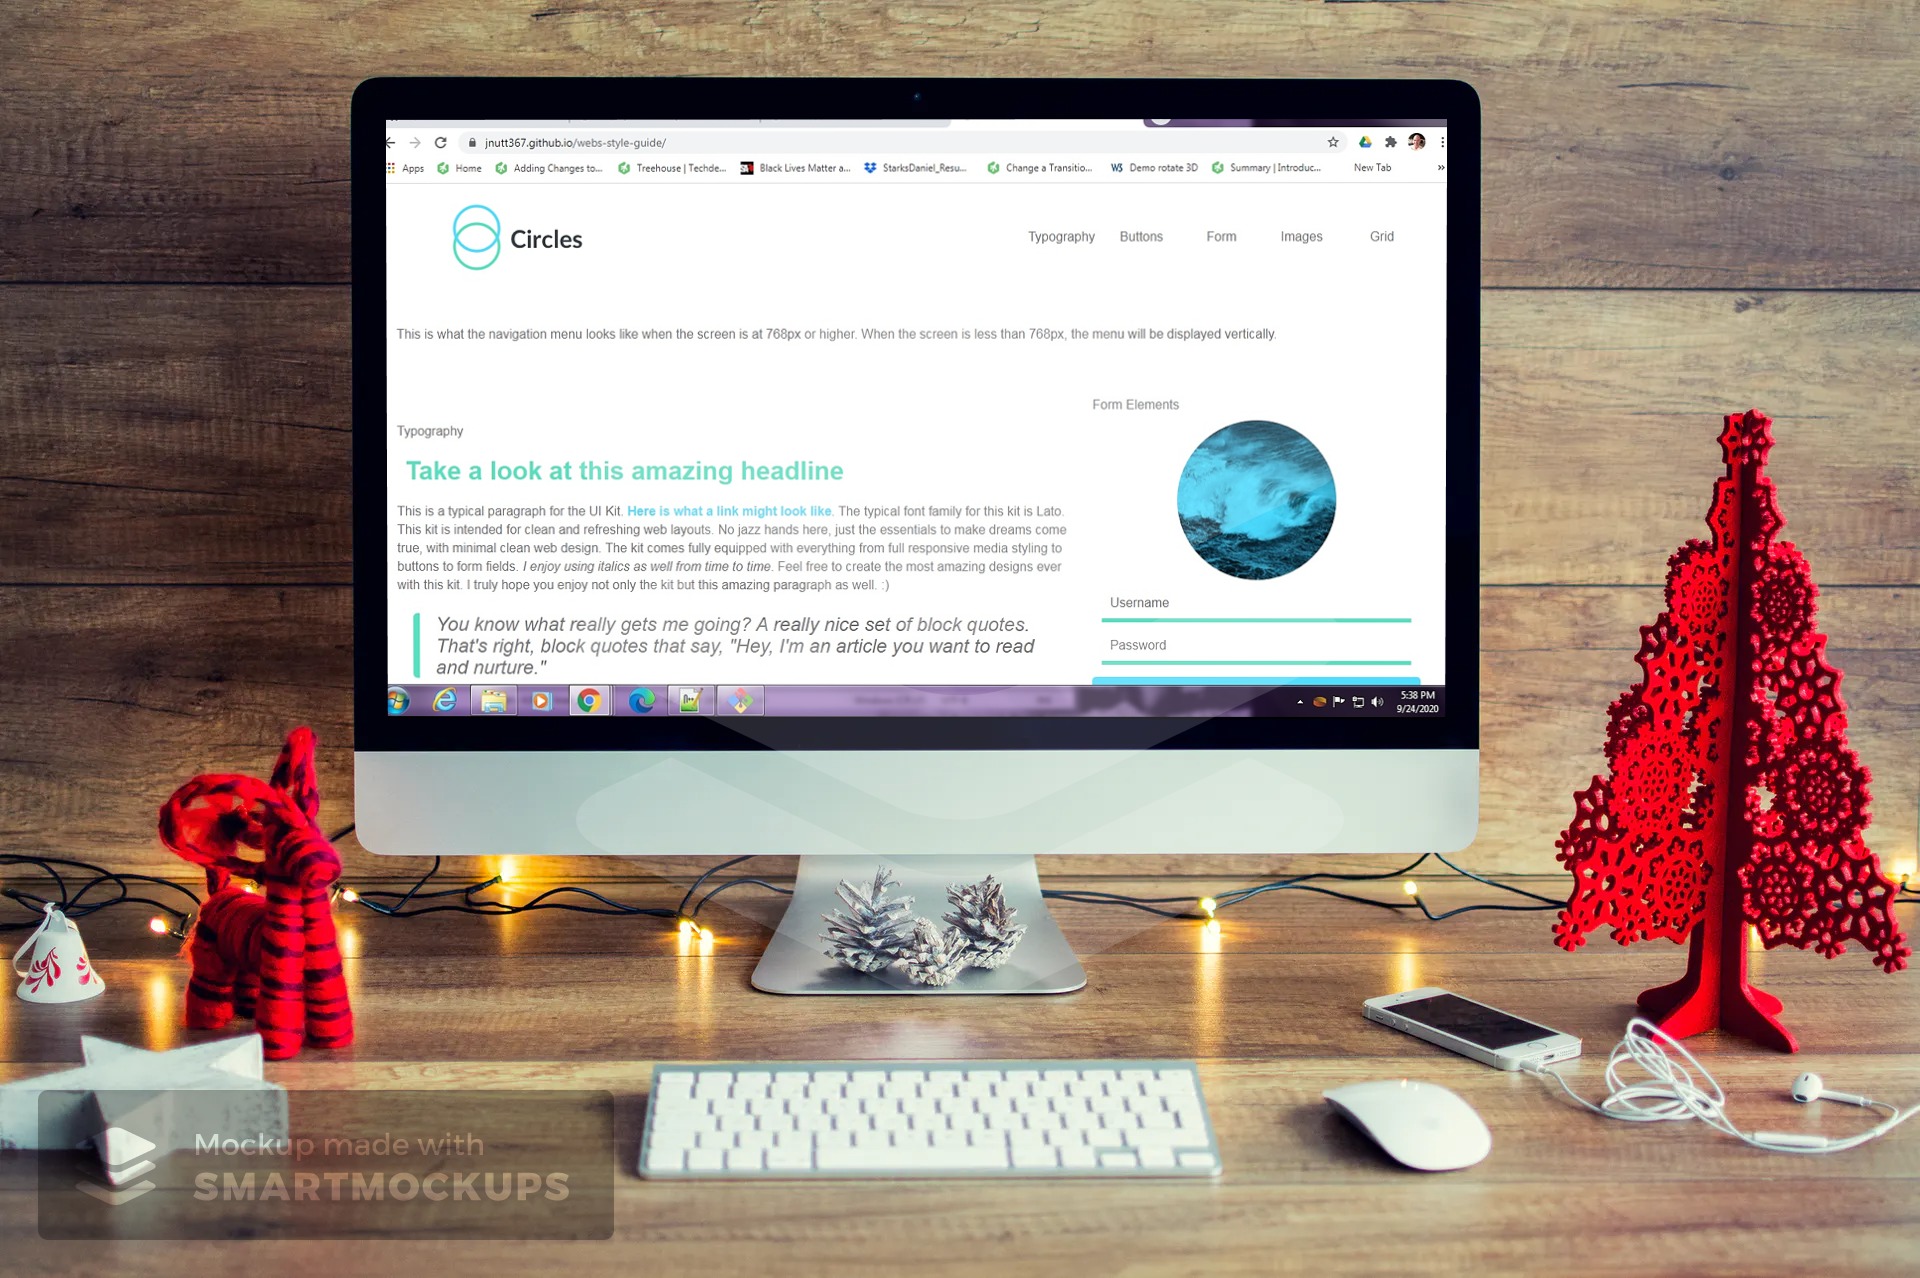 jnutt367.github.io/webs-style-guide/
Apps Home Adding Changes to... Treehouse | Techde... Black Lives Matter a... StarksDaniel_Resu... Change a Transitio... W3 Demo rotate 3D Summary | Introduc... New Tab »
Circles
Typography Buttons Form Images Grid
This is what the navigation menu looks like when the screen is at 768px or higher. When the screen is less than 768px, the menu will be displayed vertically.
Typography
Take a look at this amazing headline
This is a typical paragraph for the UI Kit. Here is what a link might look like. The typical font family for this kit is Lato.
This kit is intended for clean and refreshing web layouts. No jazz hands here, just the essentials to make dreams come
true, with minimal clean web design. The kit comes fully equipped with everything from full responsive media styling to
buttons to form fields. I enjoy using italics as well from time to time. Feel free to create the most amazing designs ever
with this kit. I truly hope you enjoy not only the kit but this amazing paragraph as well. :)
You know what really gets me going? A really nice set of block quotes.
That's right, block quotes that say, "Hey, I'm an article you want to read
and nurture."
Form Elements
Username
Password
5:38 PM
9/24/2020
Mockup made with
SMARTMOCKUPS